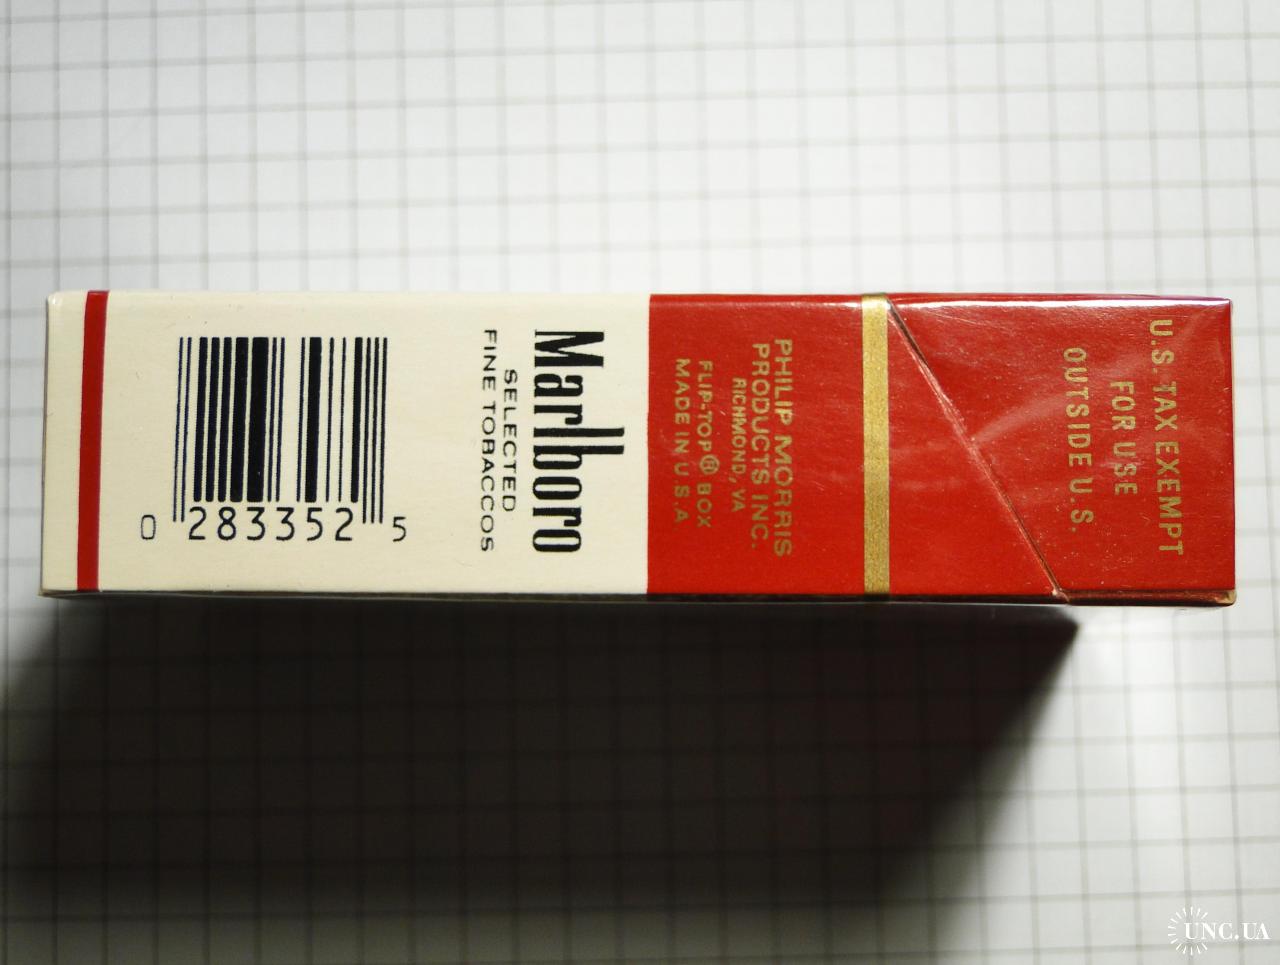 U.S. TAX EXEMPT
FOR USE
OUTSIDE U.S.
PHILIP MORRIS
PRODUCTS INC.
RICHMOND, VA
FLIP-TOP® BOX
MADE IN U.S.A
Marlboro
SELECTED
FINE TOBACCOS
0 283352 5
UNC.UA